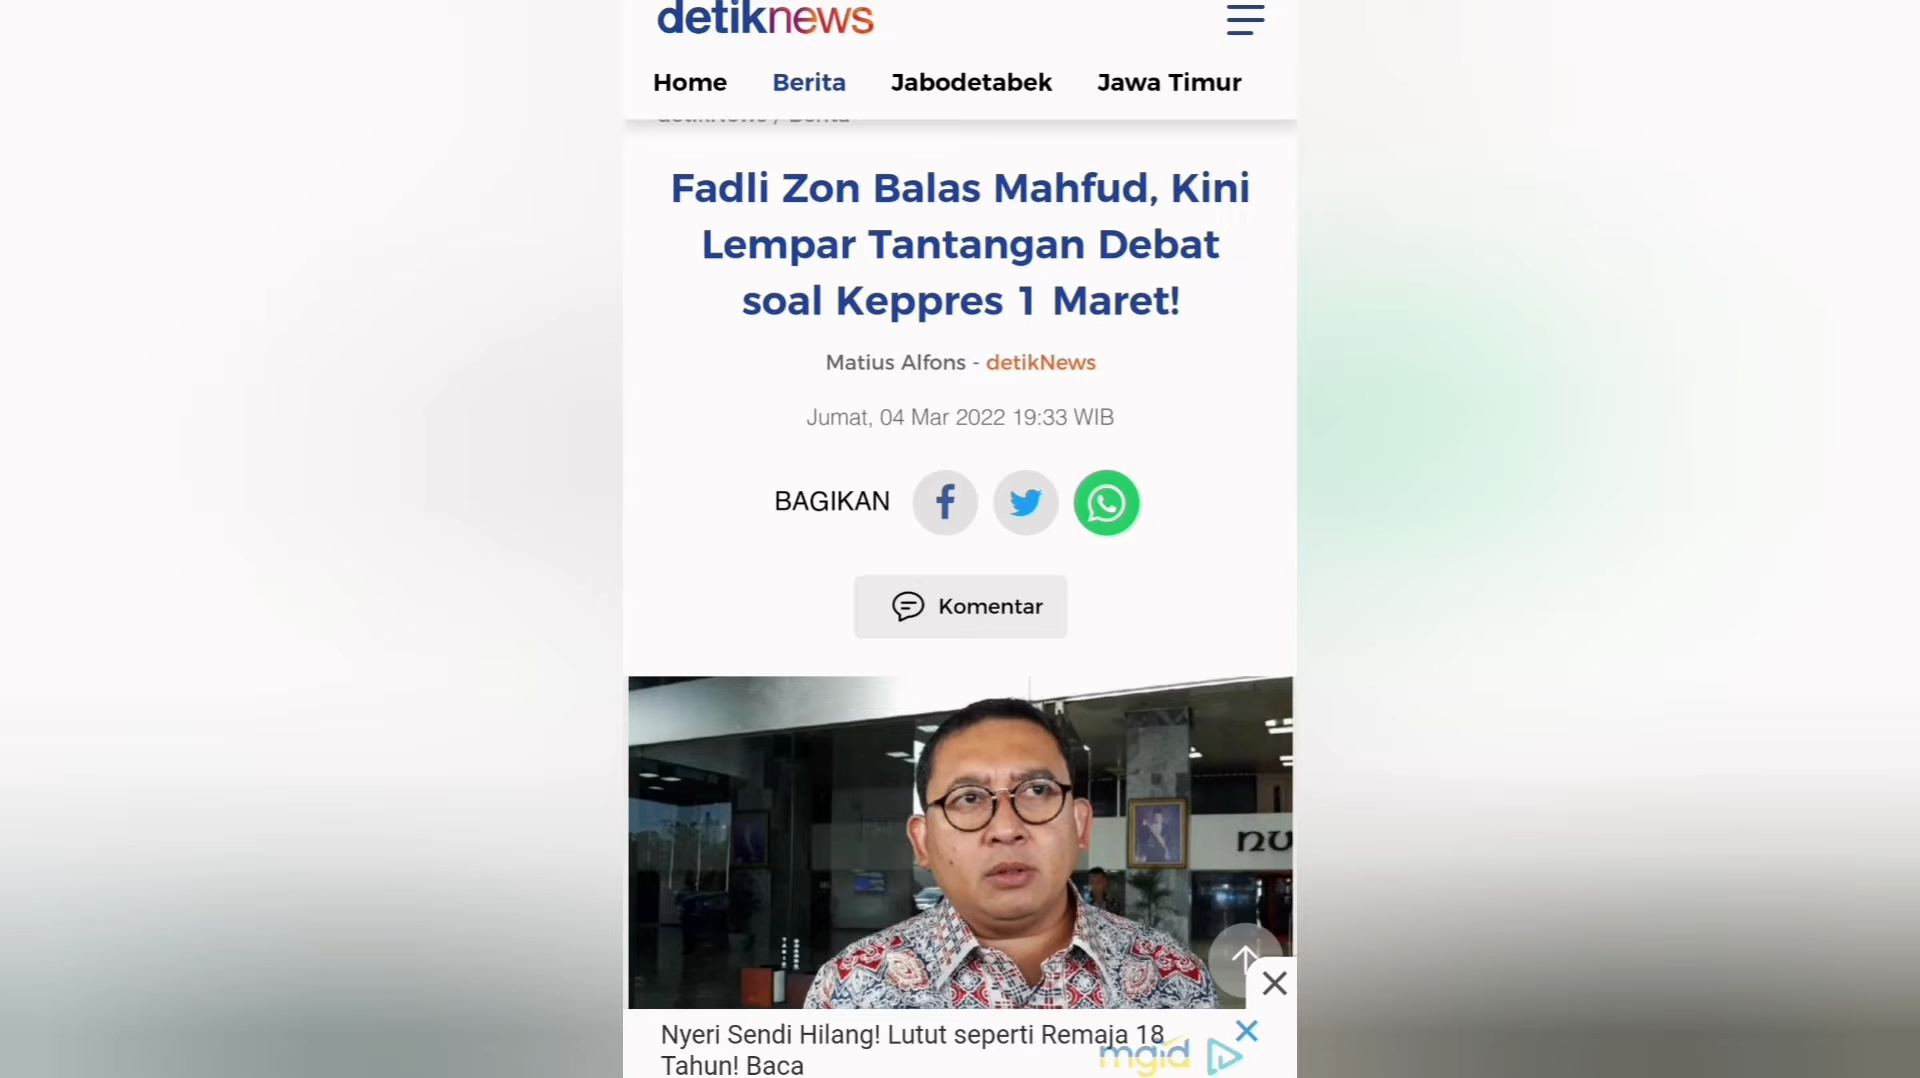 detiknews
Home Berita Jabodetabek Jawa Timur
detikNews / Berita
Fadli Zon Balas Mahfud, Kini
Lempar Tantangan Debat
soal Keppres 1 Maret!
Matius Alfons - detikNews
Jumat, 04 Mar 2022 19:33 WIB
BAGIKAN
Komentar
Nyeri Sendi Hilang! Lutut seperti Remaja 18
Tahun! Baca
mgid